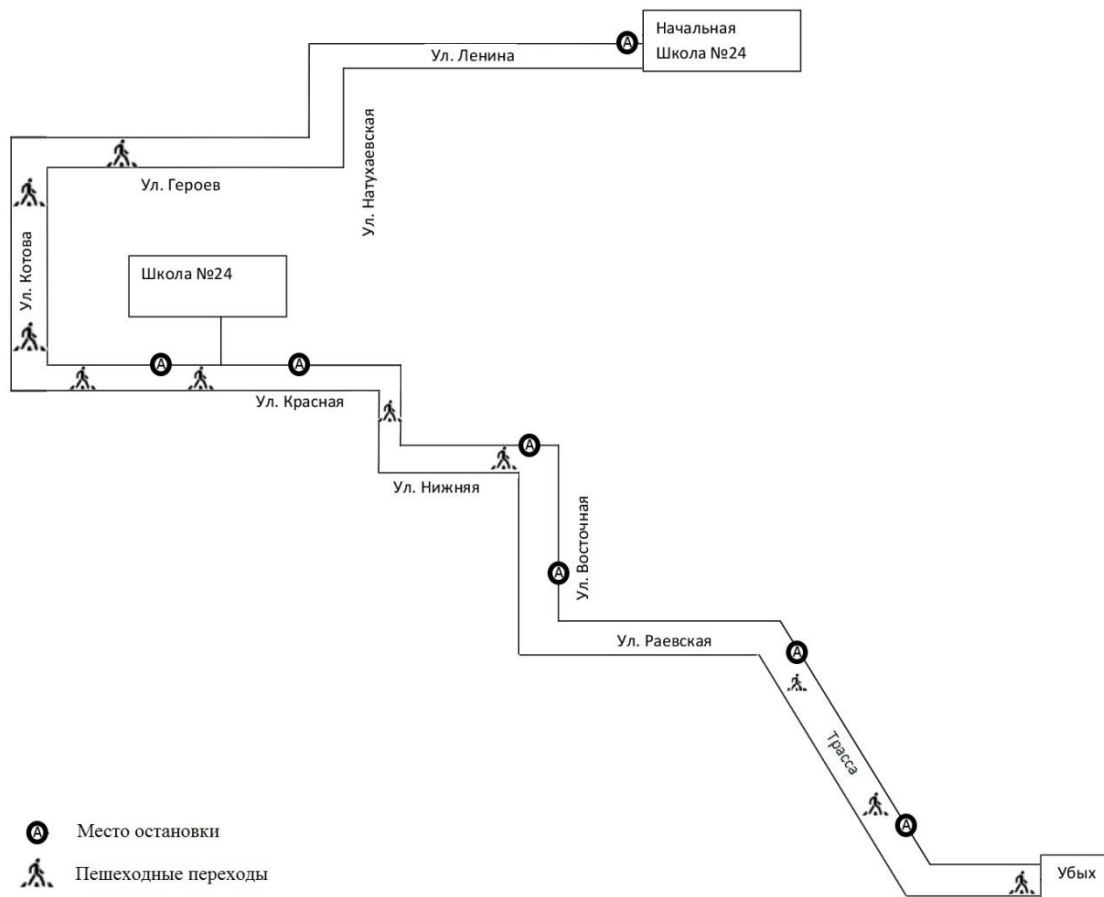 Начальная
Школа №24
Ул. Ленина
Ул. Натухаевская
Ул. Героев
Ул. Котова
Школа №24
А
А
А
Ул. Красная
А
Ул. Нижняя
Ул. Восточная
А
Ул. Раевская
А
Трасса
А
Убых
А Место остановки
Пешеходные переходы